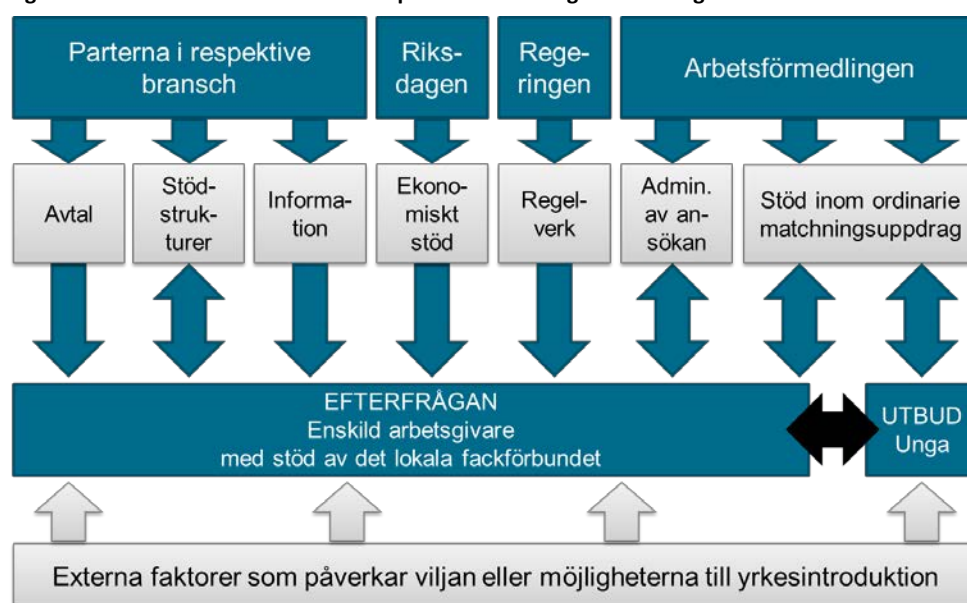 Parterna i respektive
bransch
Riks-
dagen
Rege-
ringen
Arbetsförmedlingen
Avtal
Stöd-
struk-
turer
Informa-
tion
Ekono-
miskt
stöd
Regel-
verk
Admin.
av an-
sökan
Stöd inom ordinarie
matchningsuppdrag
EFTERFRÅGAN
Enskild arbetsgivare
med stöd av det lokala fackförbundet
UTBUD
Unga
Externa faktorer som påverkar viljan eller möjligheterna till yrkesintroduktion